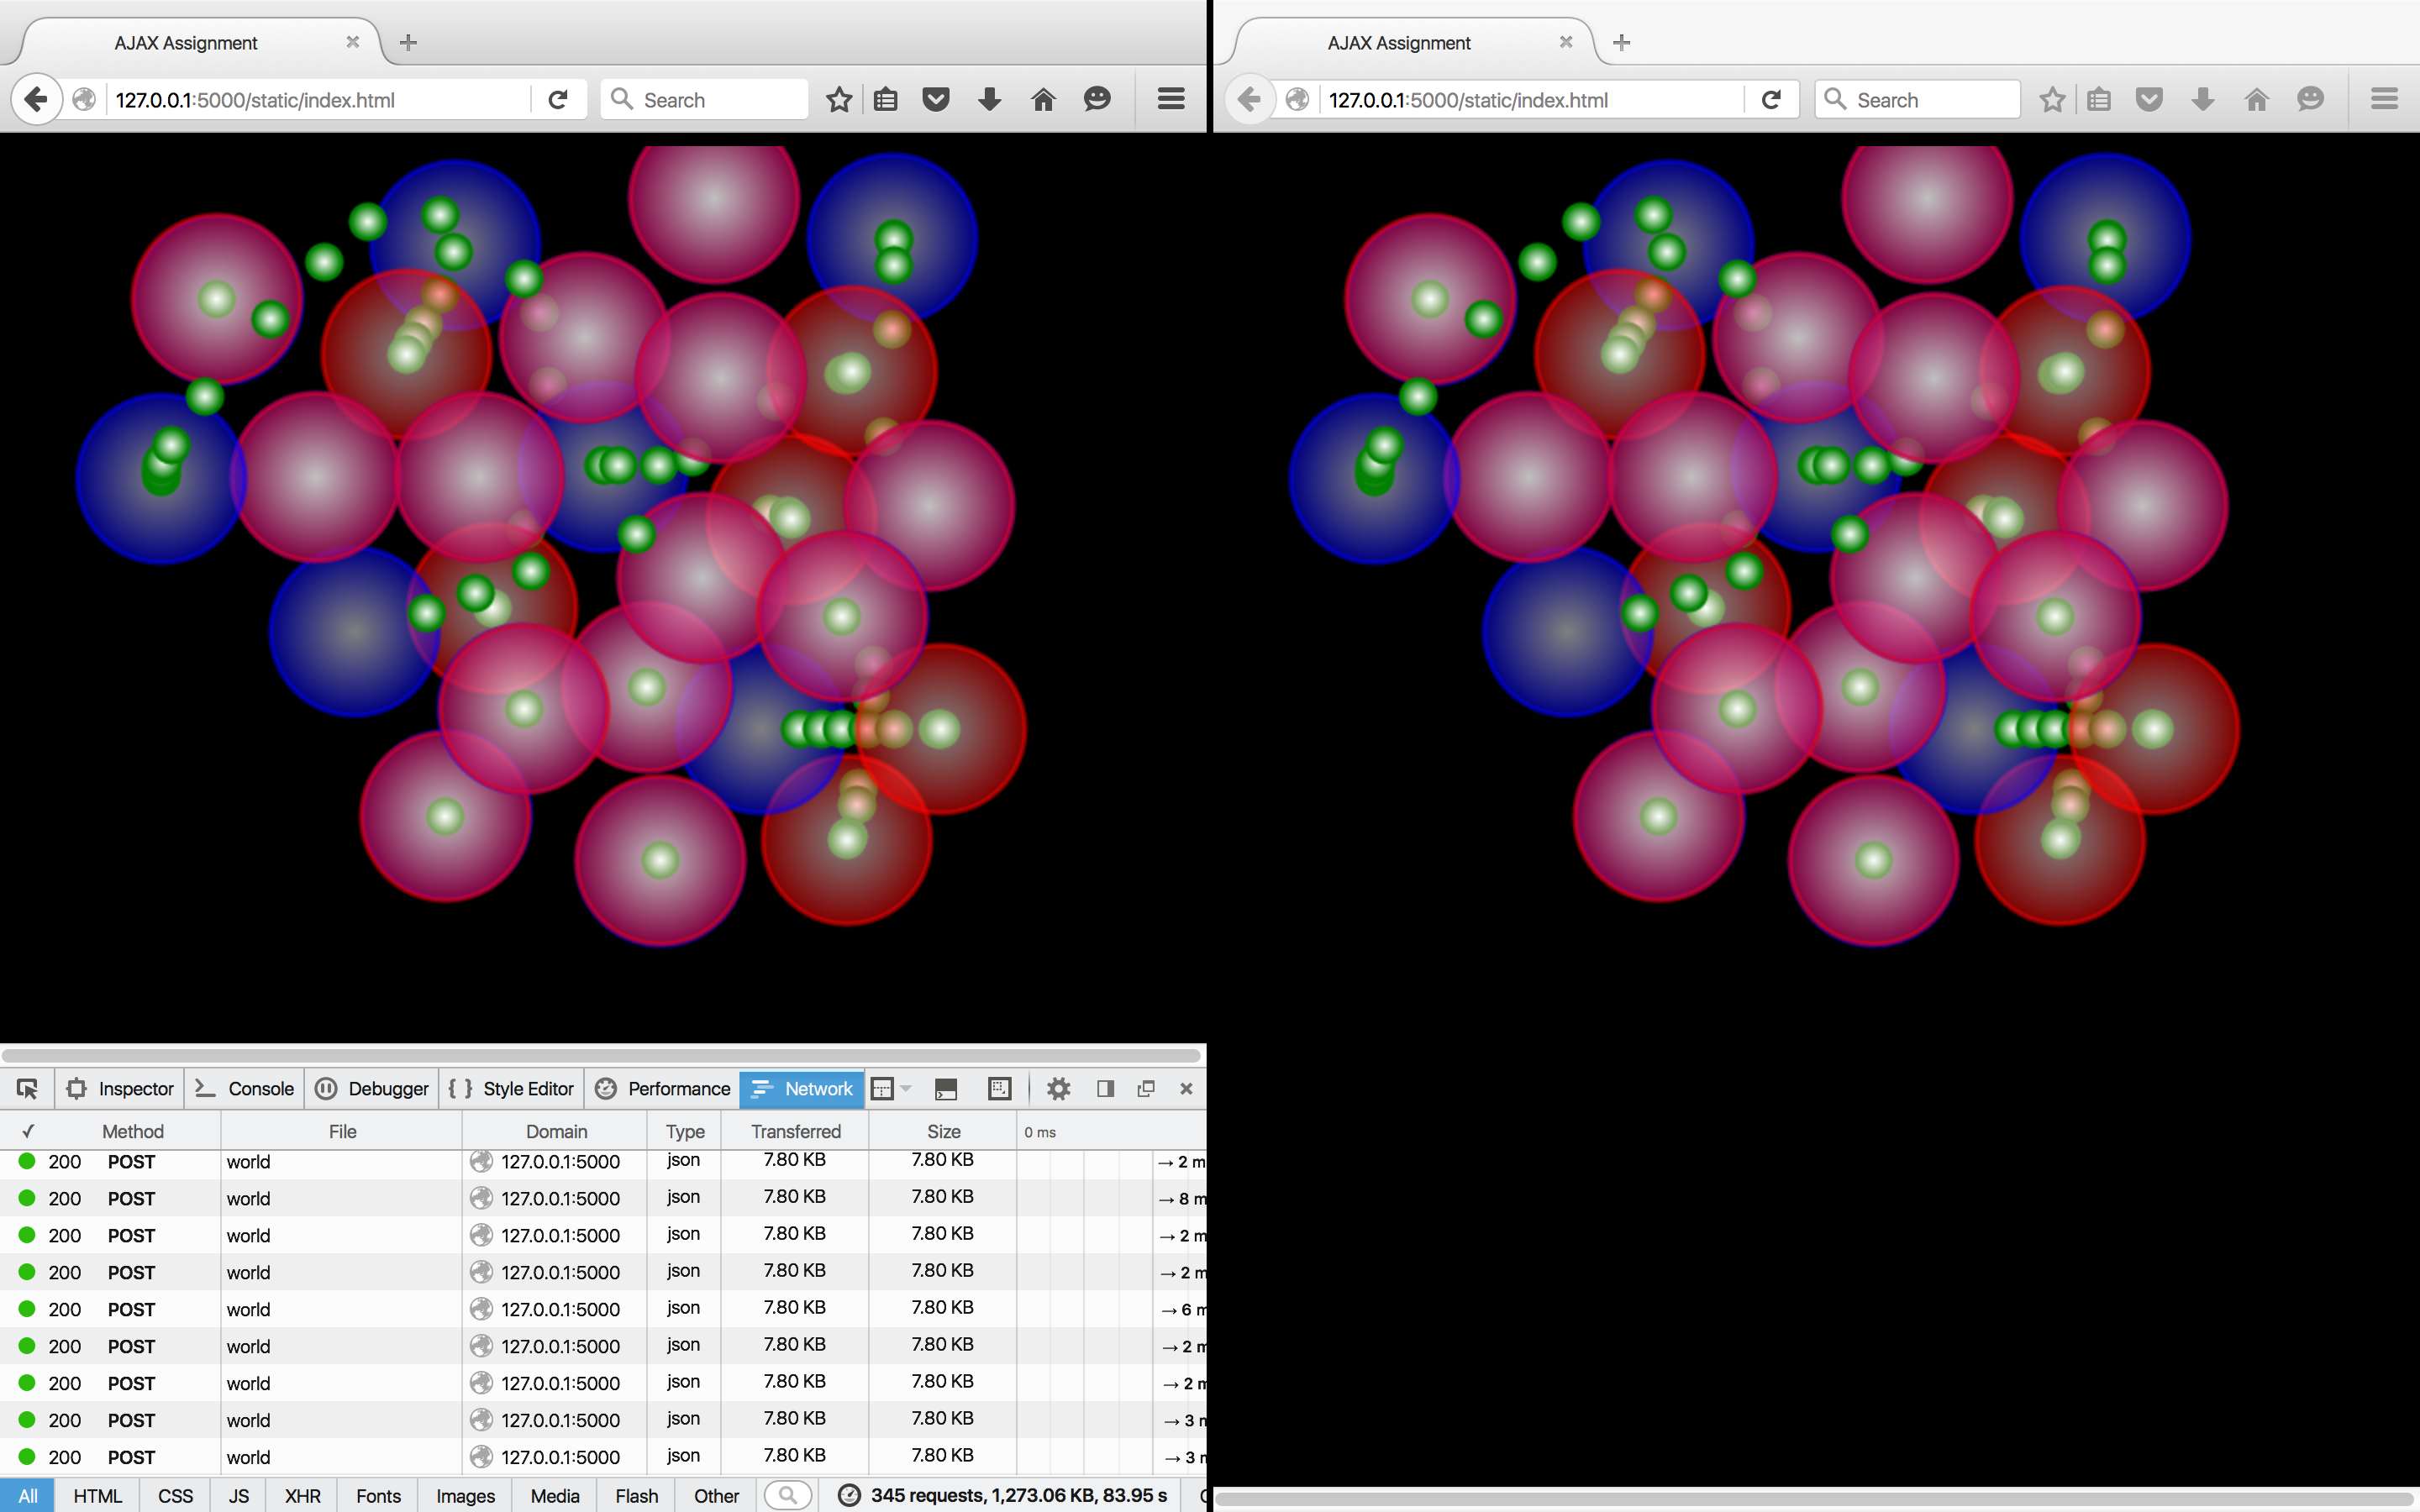 AJAX Assignment
127.0.0.1:5000/static/index.html
Search
AJAX Assignment
127.0.0.1:5000/static/index.html
Search
Inspector Console Debugger { } Style Editor Performance Network
✓ Method File Domain Type Transferred Size 0 ms
200 POST world 127.0.0.1:5000 json 7.80 KB 7.80 KB → 2 m
200 POST world 127.0.0.1:5000 json 7.80 KB 7.80 KB → 8 m
200 POST world 127.0.0.1:5000 json 7.80 KB 7.80 KB → 2 m
200 POST world 127.0.0.1:5000 json 7.80 KB 7.80 KB → 2 m
200 POST world 127.0.0.1:5000 json 7.80 KB 7.80 KB → 6 m
200 POST world 127.0.0.1:5000 json 7.80 KB 7.80 KB → 2 m
200 POST world 127.0.0.1:5000 json 7.80 KB 7.80 KB → 2 m
200 POST world 127.0.0.1:5000 json 7.80 KB 7.80 KB → 3 m
200 POST world 127.0.0.1:5000 json 7.80 KB 7.80 KB → 3 m
All HTML CSS JS XHR Fonts Images Media Flash Other 345 requests, 1,273.06 KB, 83.95 s